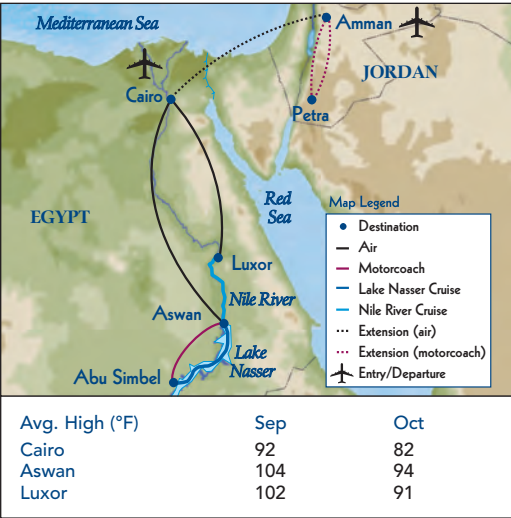 Mediterranean Sea
Amman
JORDAN
Cairo
Petra
Red
Sea
EGYPT
Luxor
Nile River
Aswan
Lake
Nasser
Abu Simbel
Map Legend
Destination
Air
Motorcoach
Lake Nasser Cruise
Nile River Cruise
Extension (air)
Extension (motorcoach)
Entry/Departure
Avg. High (°F) Sep Oct
Cairo 92 82
Aswan 104 94
Luxor 102 91